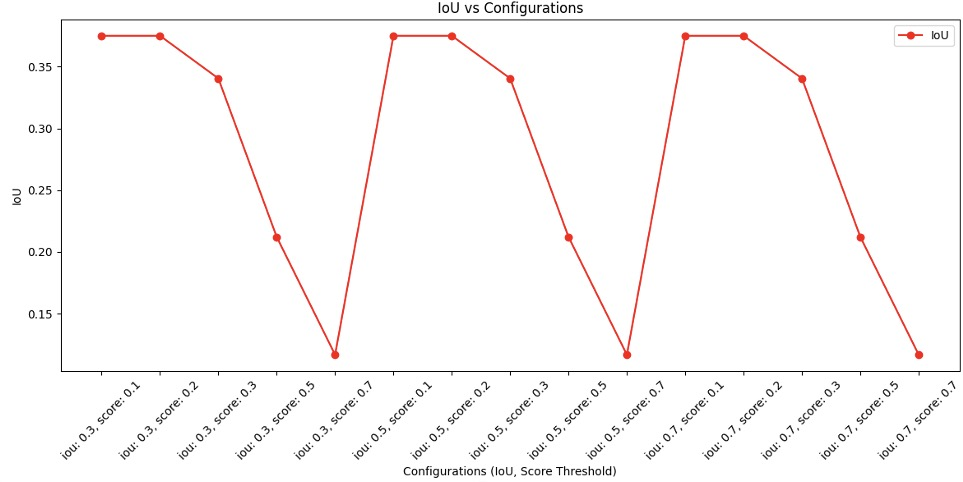 IoU vs Configurations
IoU
IoU
0.35
0.30
0.25
0.20
0.15
iou: 0.3, score: 0.1
iou: 0.3, score: 0.2
iou: 0.3, score: 0.3
iou: 0.3, score: 0.5
iou: 0.3, score: 0.7
iou: 0.5, score: 0.1
iou: 0.5, score: 0.2
iou: 0.5, score: 0.3
iou: 0.5, score: 0.5
iou: 0.5, score: 0.7
iou: 0.7, score: 0.1
iou: 0.7, score: 0.2
iou: 0.7, score: 0.3
iou: 0.7, score: 0.5
iou: 0.7, score: 0.7
Configurations (IoU, Score Threshold)